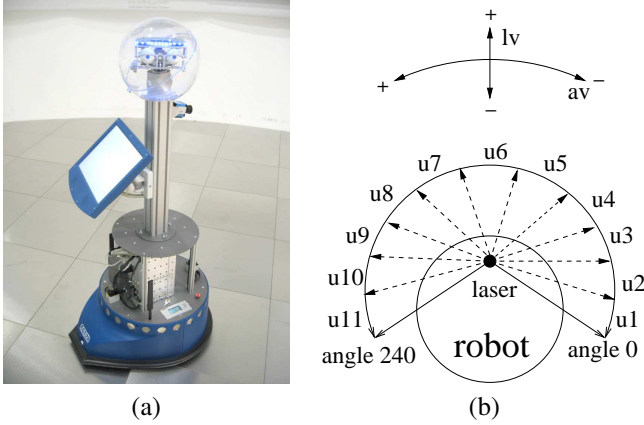 +
lv
+
−
av
−
u6
u7
u5
u8
u4
u9
u3
u10
u2
laser
u11
u1
robot
angle 240
angle 0
(a)
(b)